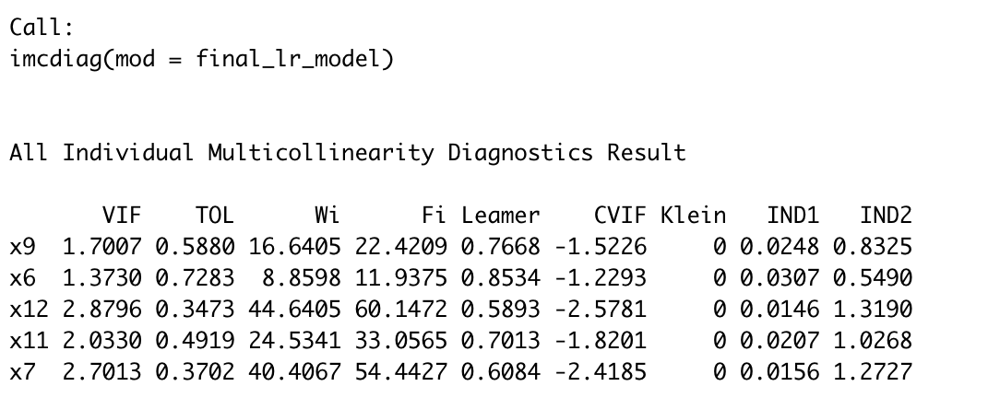 Call:
imcdiag(mod = final_lr_model)
All Individual Multicollinearity Diagnostics Result
VIF TOL Wi Fi Leamer CVIF Klein IND1 IND2
x9 1.7007 0.5880 16.6405 22.4209 0.7668 -1.5226 0 0.0248 0.8325
x6 1.3730 0.7283 8.8598 11.9375 0.8534 -1.2293 0 0.0307 0.5490
x12 2.8796 0.3473 44.6405 60.1472 0.5893 -2.5781 0 0.0146 1.3190
x11 2.0330 0.4919 24.5341 33.0565 0.7013 -1.8201 0 0.0207 1.0268
x7 2.7013 0.3702 40.4067 54.4427 0.6084 -2.4185 0 0.0156 1.2727